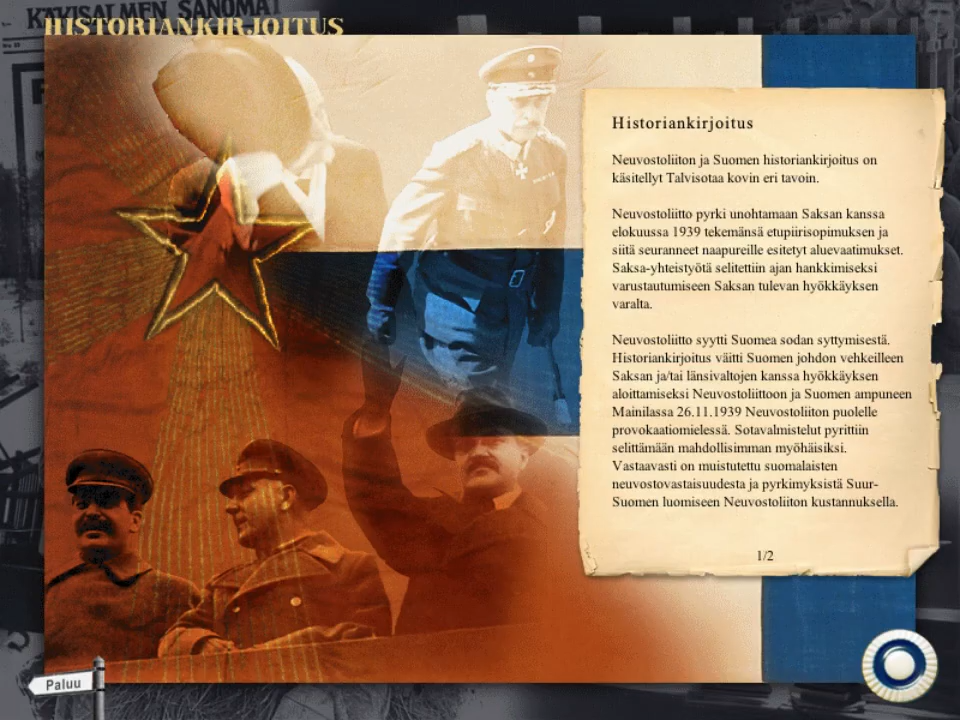 KÄKISALMEN SANOMAT
HISTORIANKIRJOITUS
Historiankirjoitus
Neuvostoliiton ja Suomen historiankirjoitus on
käsitellyt Talvisotaa kovin eri tavoin.
Neuvostoliitto pyrki unohtamaan Saksan kanssa
elokuussa 1939 tekemänsä etupiirisopimuksen ja
siitä seuranneet naapureille esitetyt aluevaatimukset.
Saksa-yhteistyötä selitettiin ajan hankkimiseksi
varustautumiseen Saksan tulevan hyökkäyksen
varalta.
Neuvostoliitto syytti Suomea sodan syttymisestä.
Historiankirjoitus väitti Suomen johdon vehkeilleen
Saksan ja/tai länsivaltojen kanssa hyökkäyksen
aloittamiseksi Neuvostoliittoon ja Suomen ampuneen
Mainilassa 26.11.1939 Neuvostoliiton puolelle
provokaatiomielessä. Sotavalmistelut pyrittiin
selittämään mahdollisimman myöhäisiksi.
Vastaavasti on muistutettu suomalaisten
neuvostovastaisuudesta ja pyrkimyksistä Suur-
Suomen luomiseen Neuvostoliiton kustannuksella.
1/2
Paluu